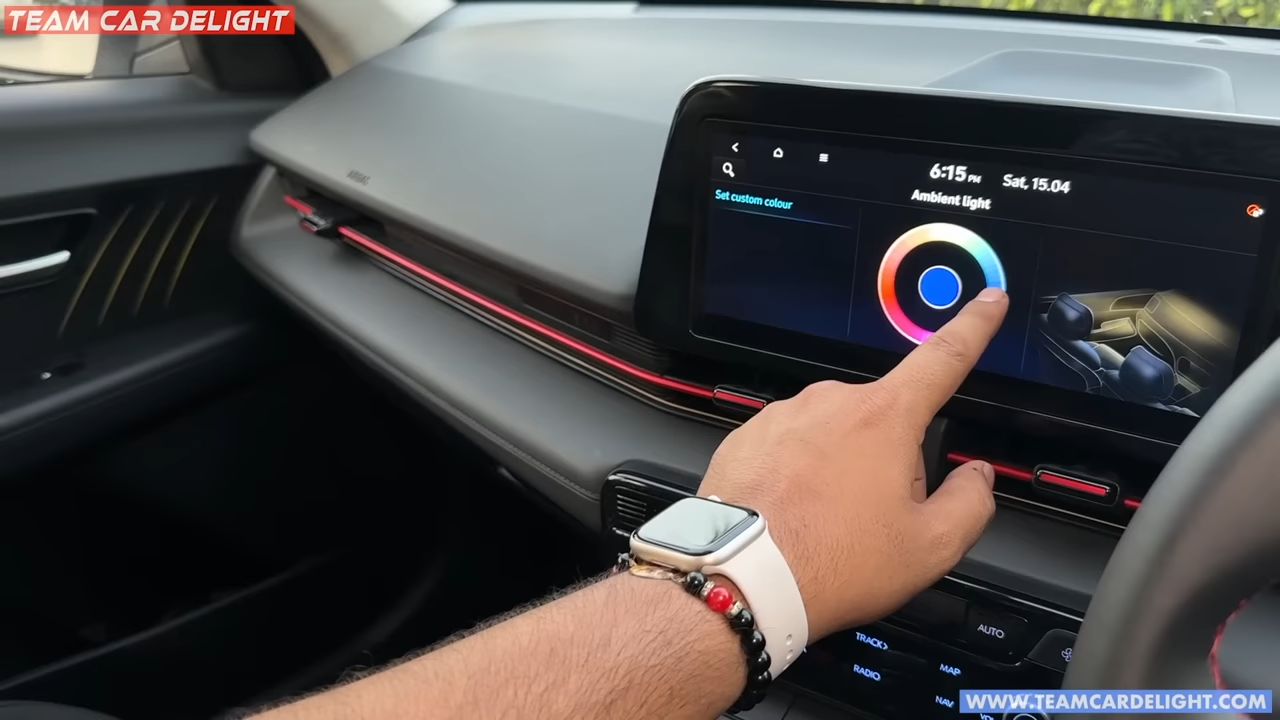 TEAM CAR DELIGHT
6:15 PM Sat, 15.04
Ambient light
Set custom colour
AIRBAG
AUTO
TRACK>
MAP
RADIO
NAV
WWW.TEAMCARDELIGHT.COM